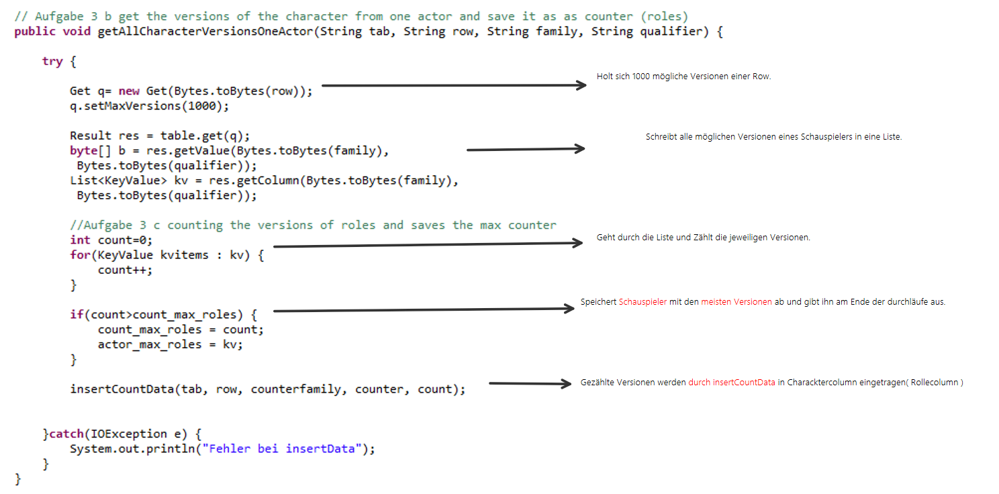 // Aufgabe 3 b get the versions of the character from one actor and save it as as counter (roles)
public void getAllCharacterVersionsOneActor(String tab, String row, String family, String qualifier) {
try {
Holt sich 1000 mögliche Versionen einer Row.
Get q= new Get(Bytes.toBytes(row));
q.setMaxVersions(1000);
Result res = table.get(q);
Schreibt alle möglichen Versionen eines Schauspielers in eine Liste.
byte[] b = res.getValue(Bytes.toBytes(family),
Bytes.toBytes(qualifier));
List<KeyValue> kv = res.getColumn(Bytes.toBytes(family),
Bytes.toBytes(qualifier));
//Aufgabe 3 c counting the versions of roles and saves the max counter
int count=0;
Geht durch die Liste und Zählt die jeweiligen Versionen.
for(KeyValue kvitems : kv) {
count++;
}
Speichert Schauspieler mit den meisten Versionen ab und gibt ihn am Ende der durchläufe aus.
if(count>count_max_roles) {
count_max_roles = count;
actor_max_roles = kv;
}
insertCountData(tab, row, counterfamily, counter, count);
Gezählte Versionen werden durch insertCountData in Characktercolumn eingetragen( Rollecolumn )
}catch(IOException e) {
System.out.println("Fehler bei insertData");
}
}